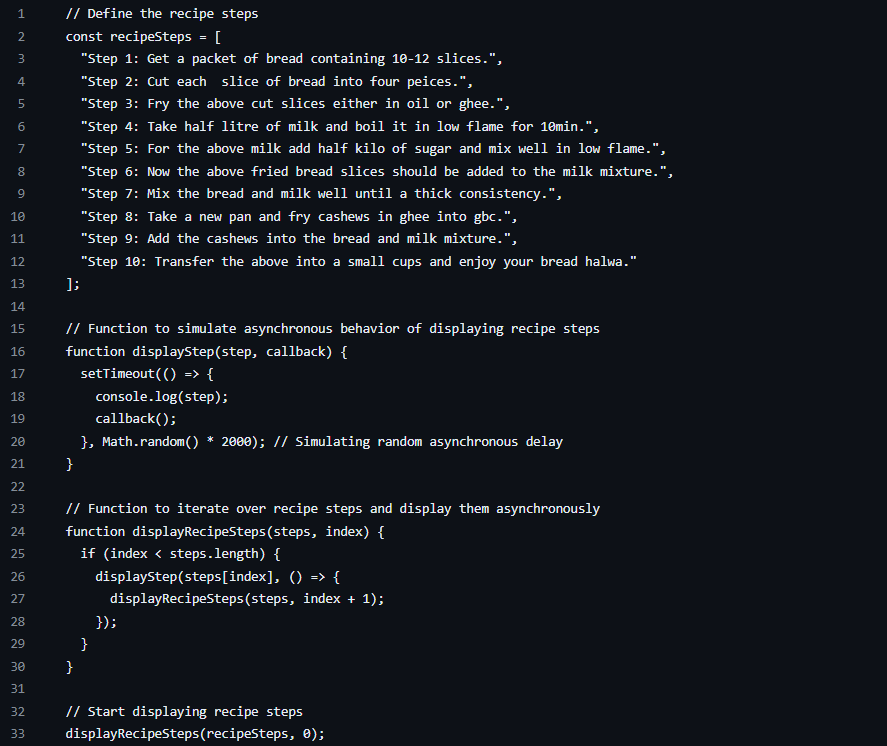 1 // Define the recipe steps
2 const recipeSteps = [
3 "Step 1: Get a packet of bread containing 10-12 slices.",
4 "Step 2: Cut each  slice of bread into four peices.",
5 "Step 3: Fry the above cut slices either in oil or ghee.",
6 "Step 4: Take half litre of milk and boil it in low flame for 10min.",
7 "Step 5: For the above milk add half kilo of sugar and mix well in low flame.",
8 "Step 6: Now the above fried bread slices should be added to the milk mixture.",
9 "Step 7: Mix the bread and milk well until a thick consistency.",
10 "Step 8: Take a new pan and fry cashews in ghee into gbc.",
11 "Step 9: Add the cashews into the bread and milk mixture.",
12 "Step 10: Transfer the above into a small cups and enjoy your bread halwa."
13 ];
14
15 // Function to simulate asynchronous behavior of displaying recipe steps
16 function displayStep(step, callback) {
17 setTimeout(() => {
18 console.log(step);
19 callback();
20 }, Math.random() * 2000); // Simulating random asynchronous delay
21 }
22
23 // Function to iterate over recipe steps and display them asynchronously
24 function displayRecipeSteps(steps, index) {
25 if (index < steps.length) {
26 displayStep(steps[index], () => {
27 displayRecipeSteps(steps, index + 1);
28 });
29 }
30 }
31
32 // Start displaying recipe steps
33 displayRecipeSteps(recipeSteps, 0);